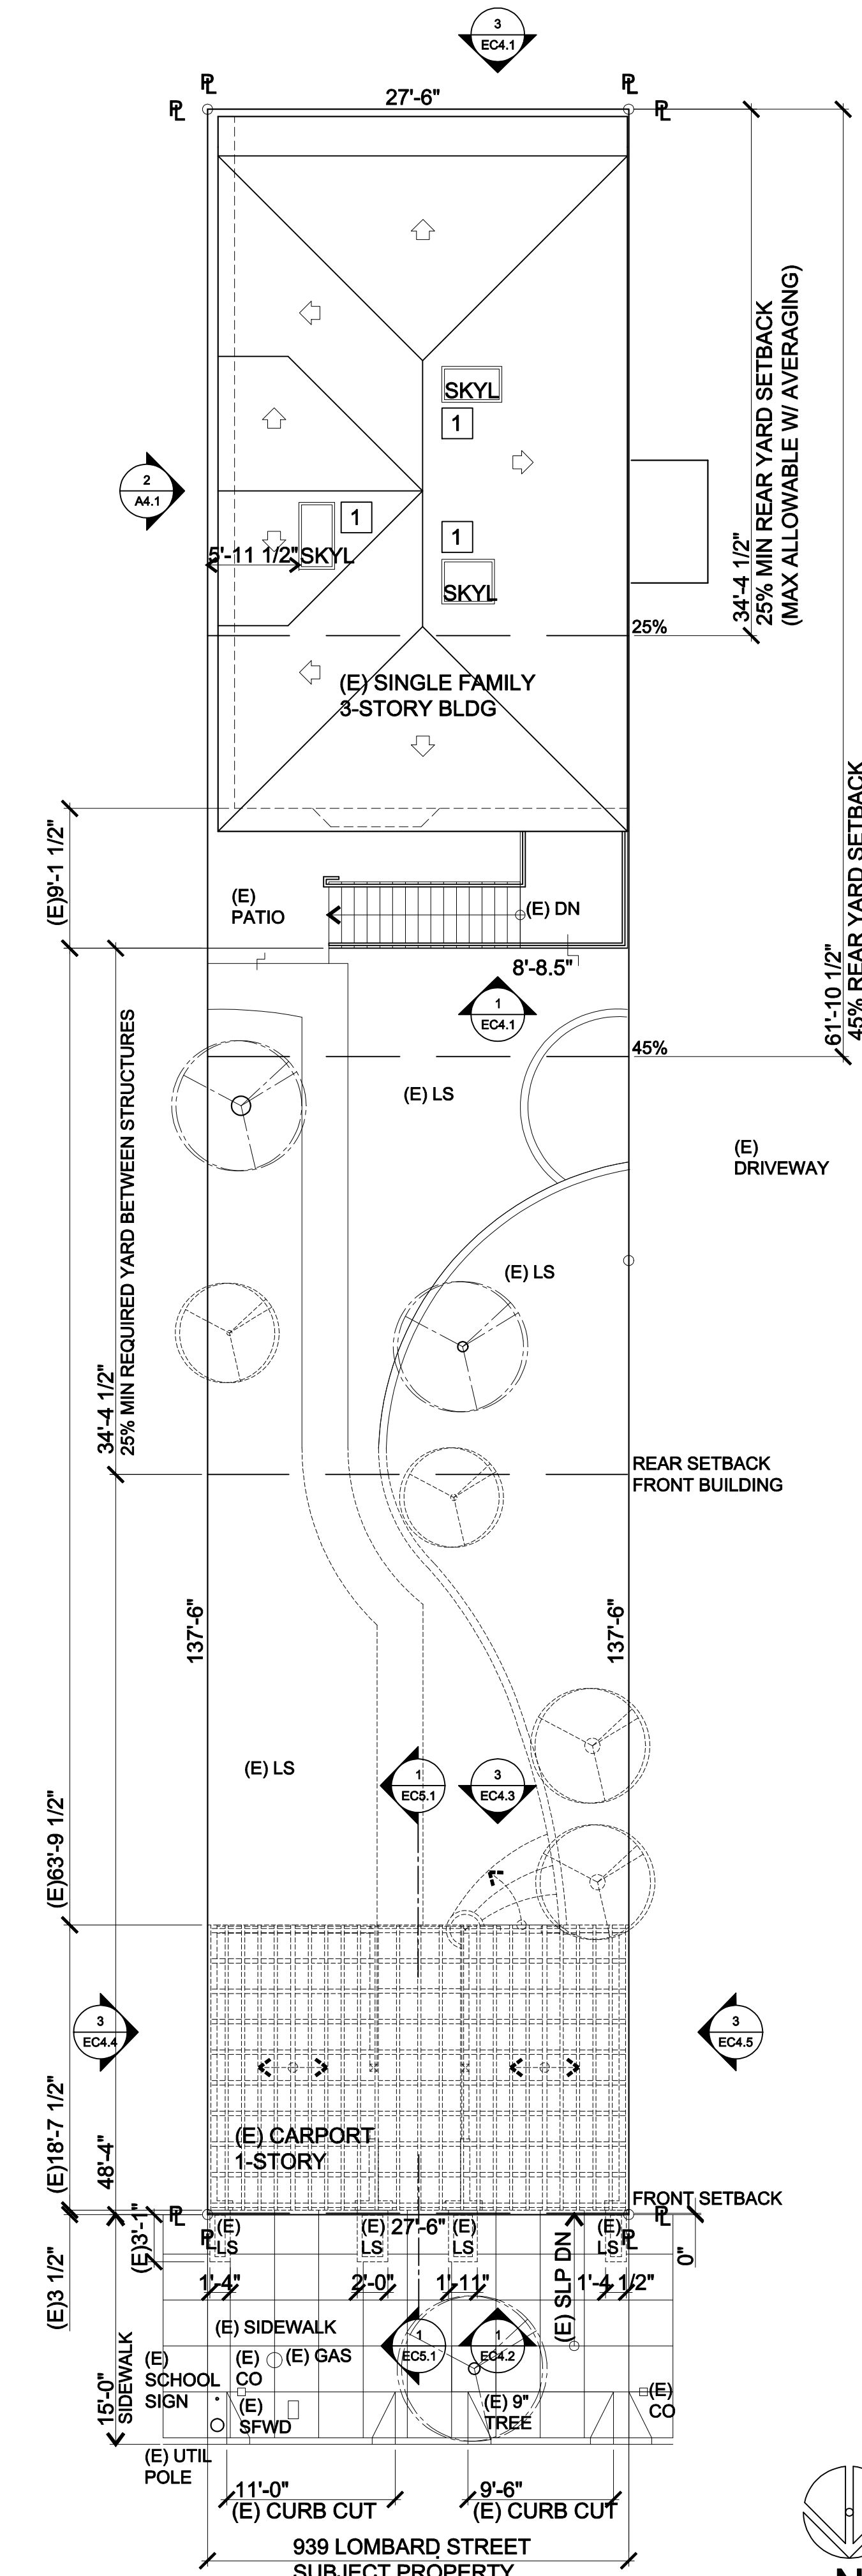 3
EC4.1
PL
PL
PL
27'-6"
PL
34'-4 1/2"
25% MIN REAR YARD SETBACK
(MAX ALLOWABLE W/ AVERAGING)
SKYL
1
2
A4.1
1
1
5'-11 1/2"
SKYL
SKYL
25%
(E) SINGLE FAMILY
3-STORY BLDG
61'-10 1/2"
45% REAR YARD SETBACK
(E)9'-1 1/2"
(E)
PATIO
(E) DN
8'-8.5"
1
EC4.1
45%
34'-4 1/2"
25% MIN REQUIRED YARD BETWEEN STRUCTURES
(E) LS
(E)
DRIVEWAY
(E) LS
REAR SETBACK
FRONT BUILDING
137'-6"
137'-6"
(E) LS
1
EC5.1
3
EC4.3
(E)63'-9 1/2"
3
EC4.4
3
EC4.5
(E)18'-7 1/2"
48'-4"
(E) CARPORT
1-STORY
FRONT SETBACK
PL
PL
27'-6"
PL
PL
(E)
LS
(E)
LS
(E)
LS
(E)
LS
(E)3'-1"
(E)3 1/2"
0"
1'-4"
2'-0"
1'-11"
1'-4 1/2"
(E) SLP DN
(E) SIDEWALK
15'-0"
SIDEWALK
1
EC5.1
1
EC4.2
(E)
SCHOOL
SIGN
(E)
CO
(E) GAS
(E)
SFWD
(E) 9"
TREE
(E)
CO
(E) UTIL
POLE
11'-0"
(E) CURB CUT
9'-6"
(E) CURB CUT
939 LOMBARD STREET
SUBJECT PROPERTY
N